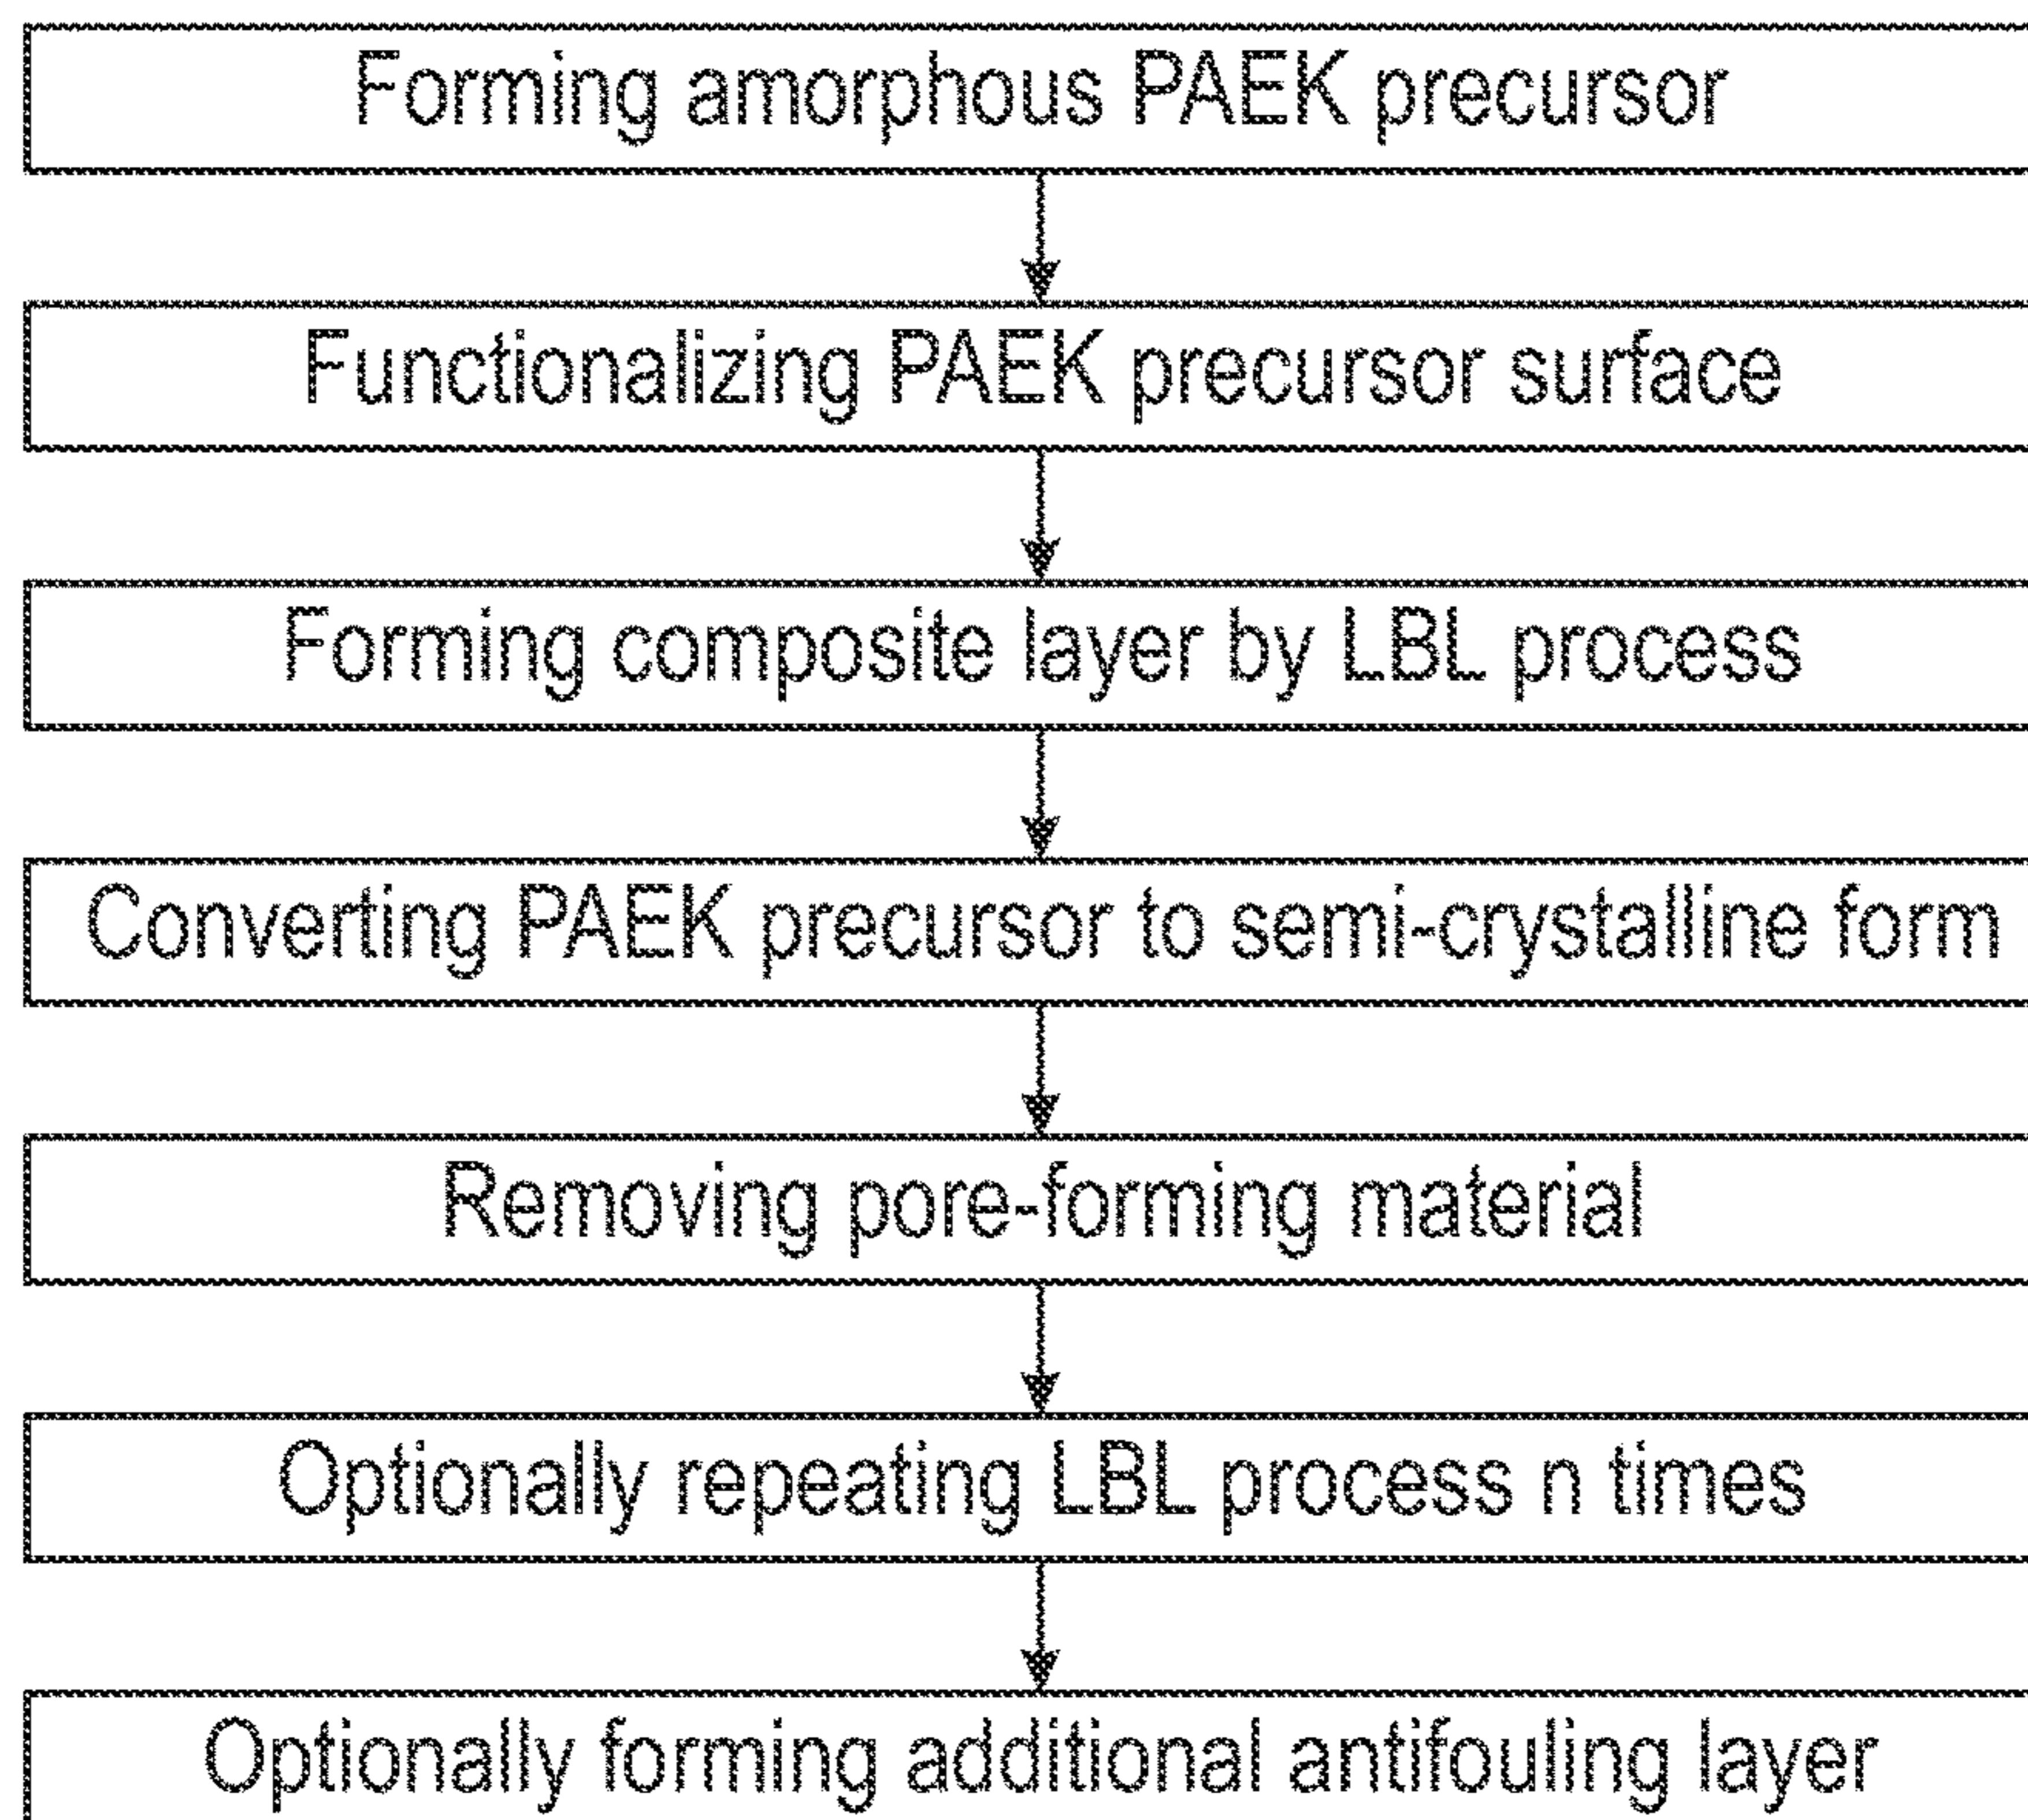 Forming amorphous PAEK precursor
Functionalizing PAEK precursor surface
Forming composite layer by LBL process
Converting PAEK precursor to semi-crystalline form
Removing pore-forming material
Optionally repeating LBL process n times
Optionally forming additional antifouling layer